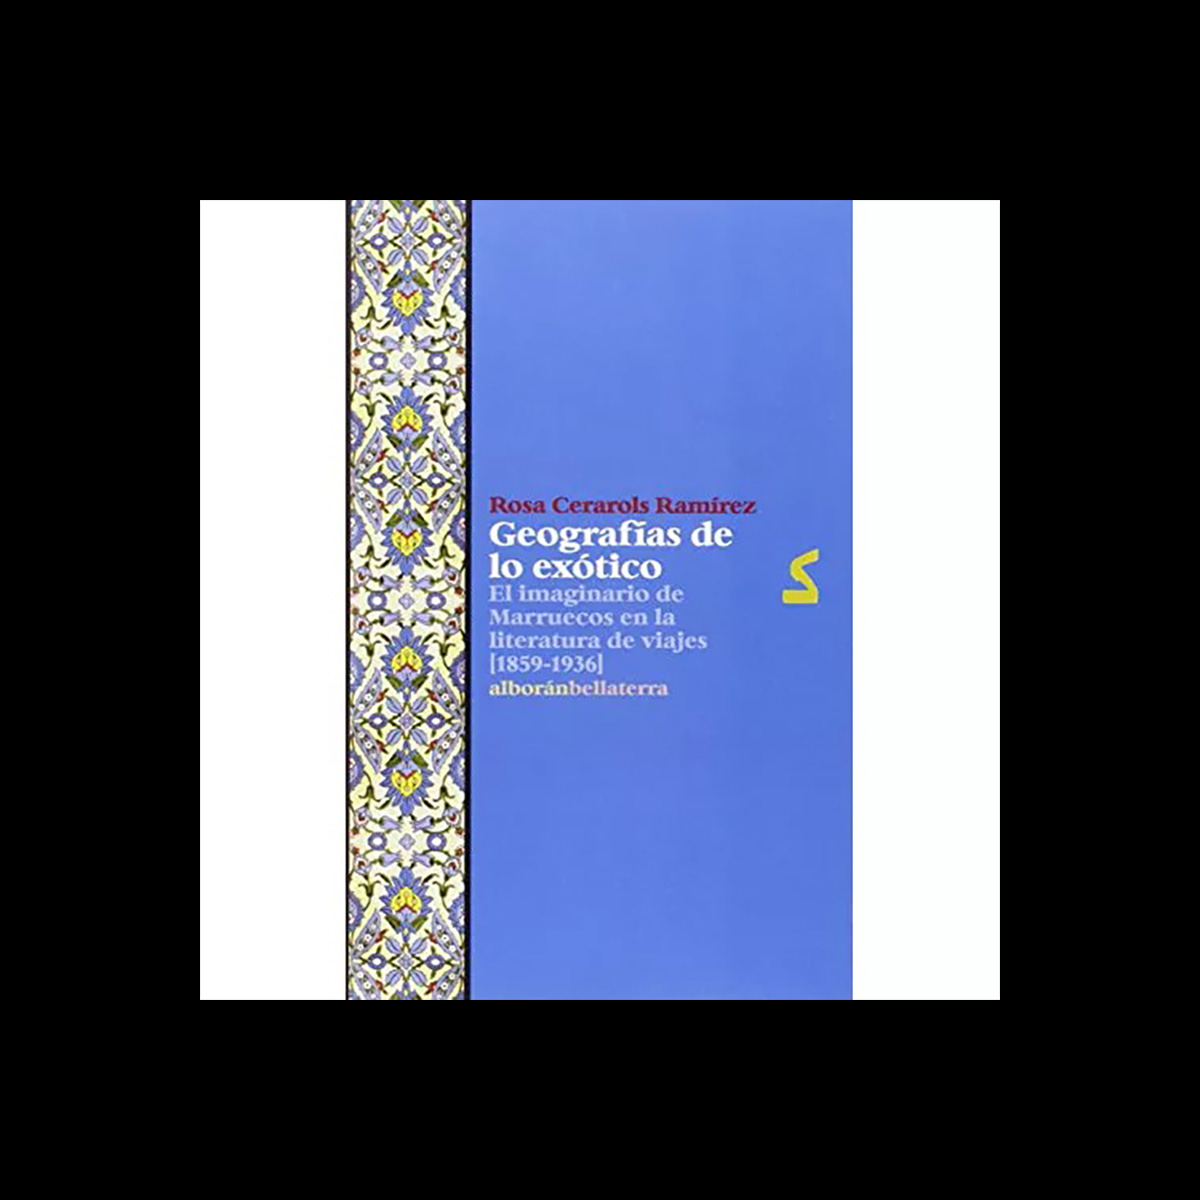 Rosa Cerarols Ramírez
Geografías de
lo exótico
El imaginario de
Marruecos en la
literatura de viajes
[1859-1936]
alboránbellaterra